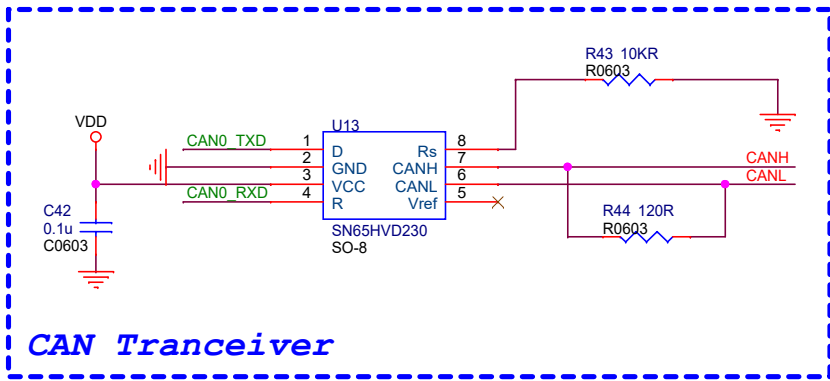 R43 10KR
R0603
VDD
U13
CAN0_TXD 1 D Rs 8
2 GND CANH 7 CANH
3 VCC CANL 6 CANL
CAN0_RXD 4 R Vref 5
C42
0.1u
C0603
SN65HVD230
SO-8
R44 120R
R0603
CAN Tranceiver